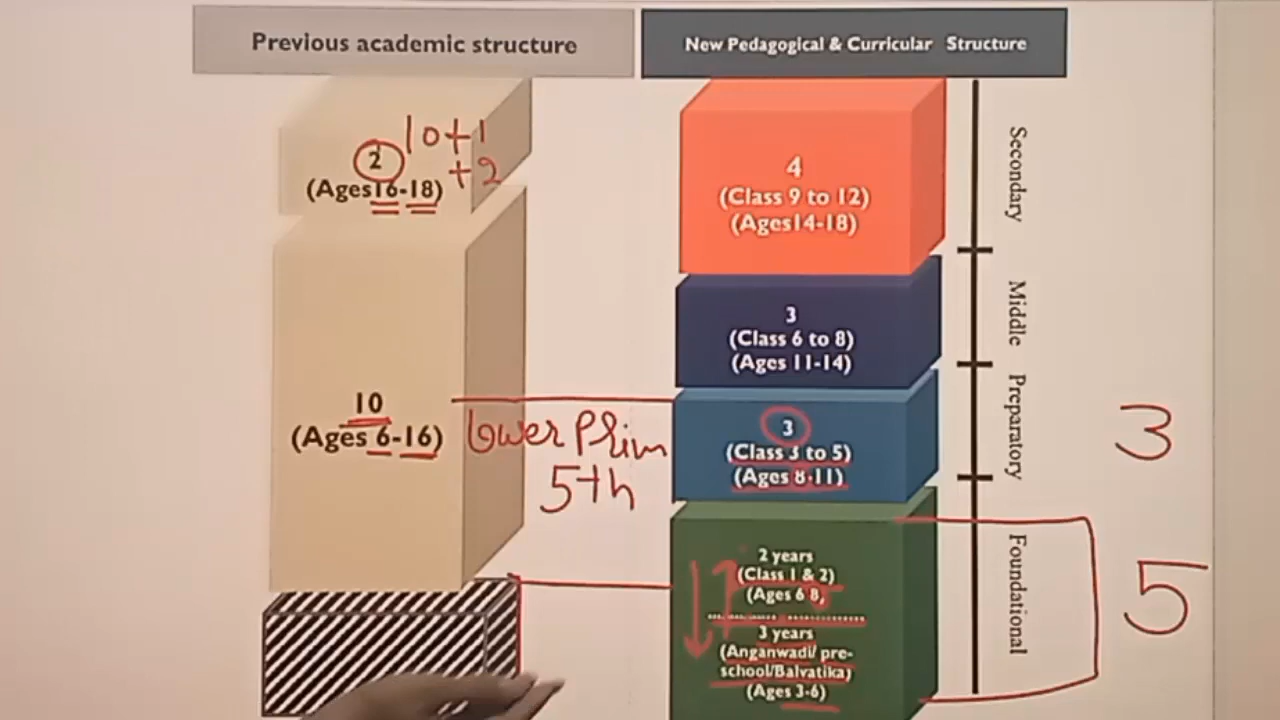 Previous academic structure
New Pedagogical & Curricular Structure
10+1
+2
2
(Ages16-18)
10
(Ages 6-16)
lower Prim
5th
4
(Class 9 to 12)
(Ages14-18)
3
(Class 6 to 8)
(Ages 11-14)
3
(Class 3 to 5)
(Ages 8-11)
2 years
(Class 1 & 2)
(Ages 6 8,
3 years
(Anganwadi/ pre-
school/Balvatika)
(Ages 3-6)
Secondary
Middle
Preparatory
Foundational
3
5